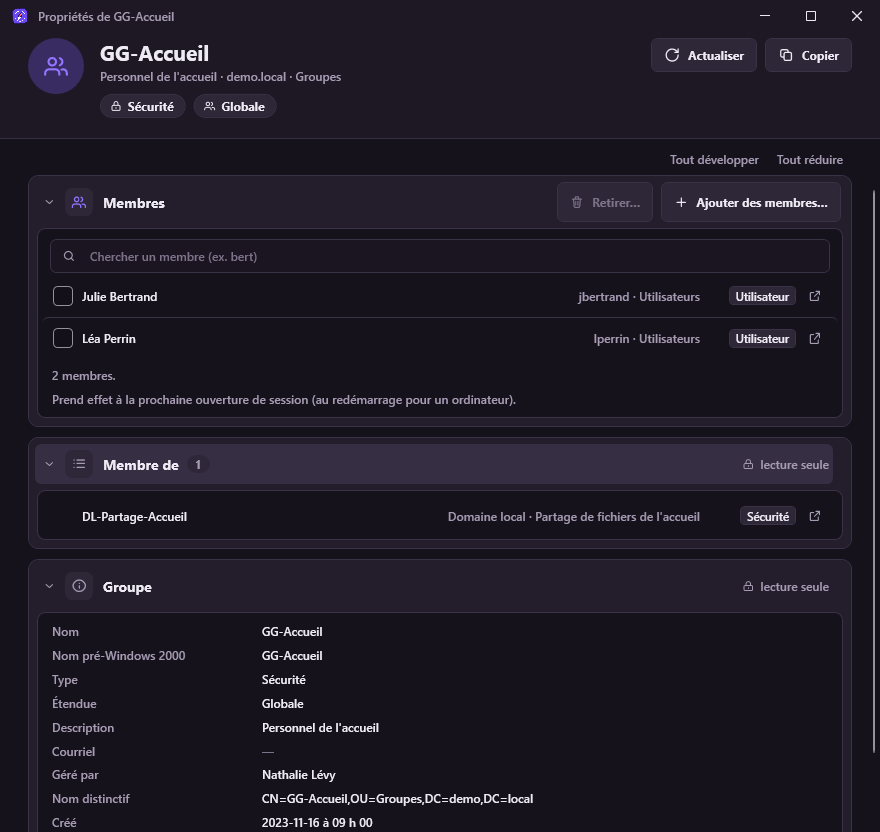 Propriétés de GG-Accueil
GG-Accueil
Personnel de l'accueil · demo.local · Groupes
Sécurité
Globale
Actualiser
Copier
Tout développer
Tout réduire
Membres
Retirer...
Ajouter des membres...
Chercher un membre (ex. bert)
Julie Bertrand
jbertrand · Utilisateurs
Utilisateur
Léa Perrin
lperrin · Utilisateurs
Utilisateur
2 membres.
Prend effet à la prochaine ouverture de session (au redémarrage pour un ordinateur).
Membre de
1
lecture seule
DL-Partage-Accueil
Domaine local · Partage de fichiers de l'accueil
Sécurité
Groupe
lecture seule
Nom
GG-Accueil
Nom pré-Windows 2000
GG-Accueil
Type
Sécurité
Étendue
Globale
Description
Personnel de l'accueil
Courriel
—
Géré par
Nathalie Lévy
Nom distinctif
CN=GG-Accueil,OU=Groupes,DC=demo,DC=local
Créé
2023-11-16 à 09 h 00